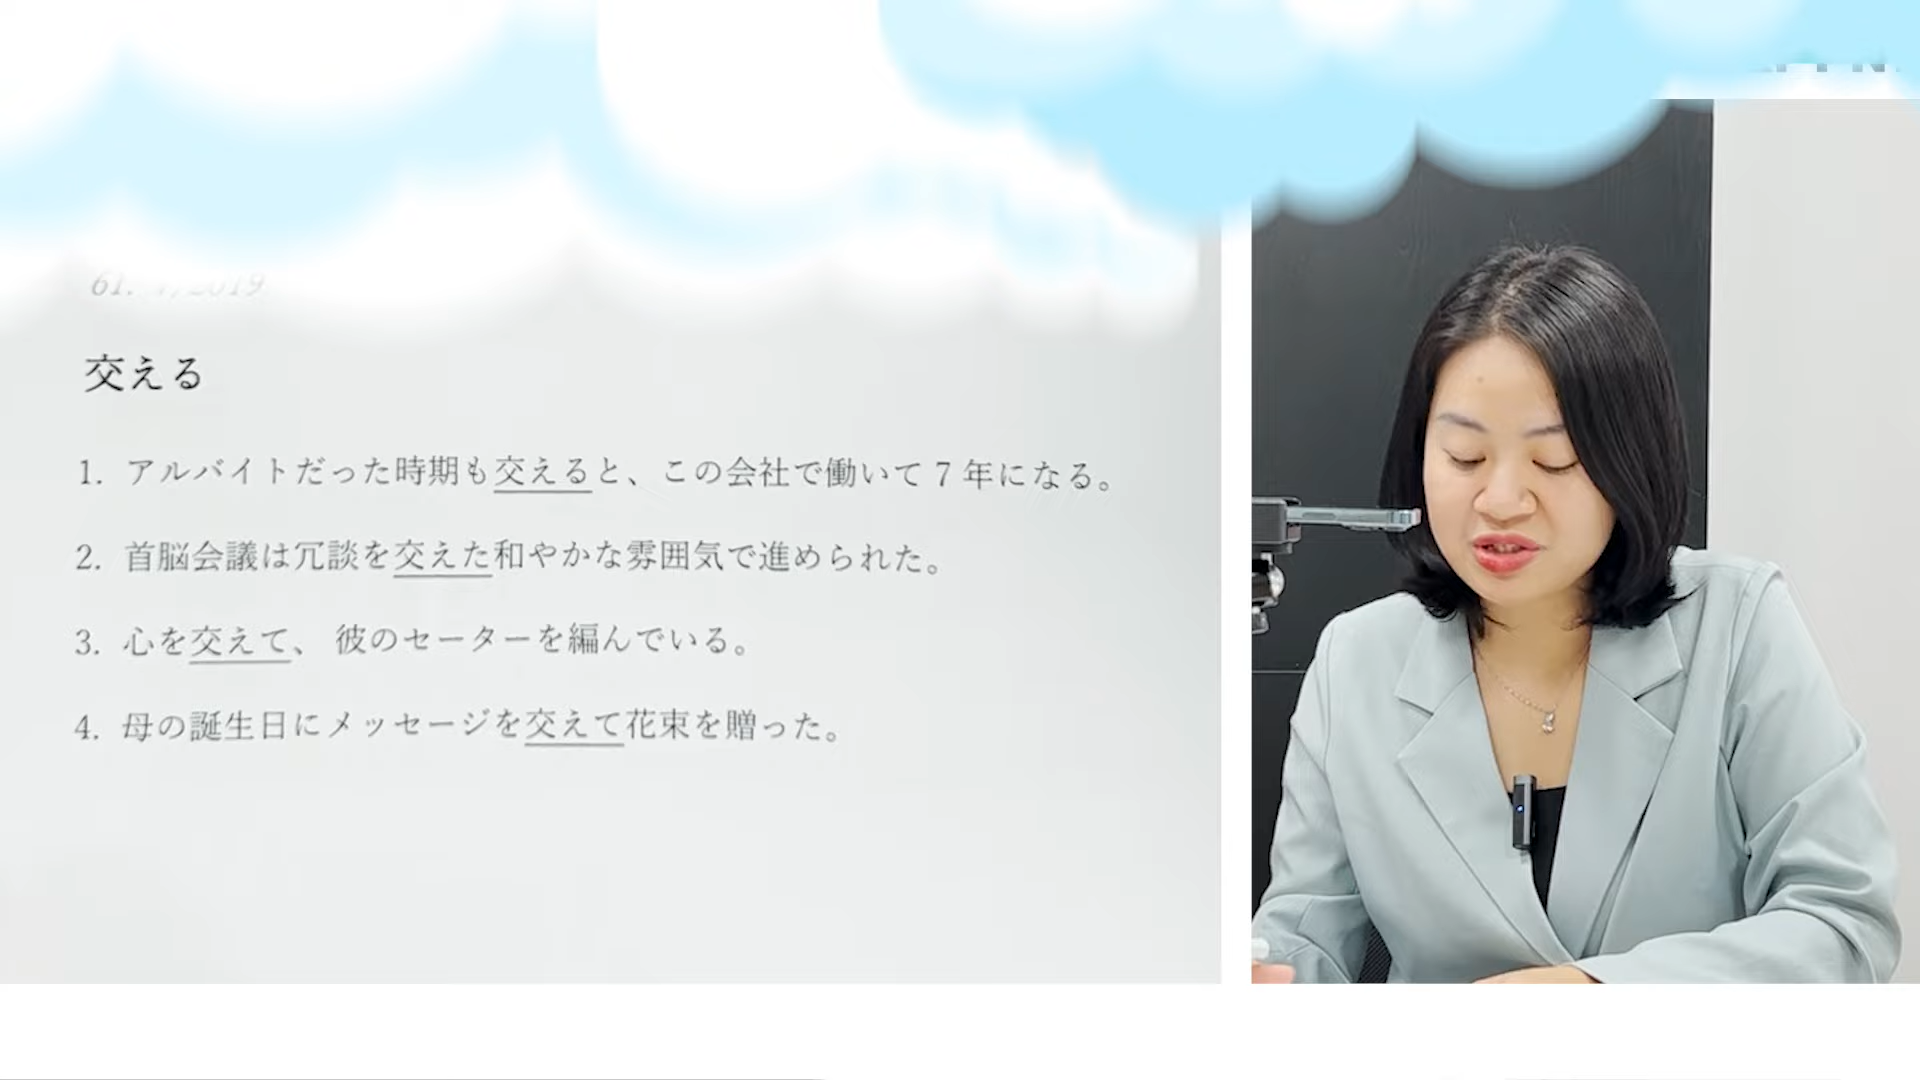 61.
2019
交える
1. アルバイトだった時期も交えると、この会社で働いて 7 年になる。
2. 首脳会議は冗談を交えた和やかな雰囲気で進められた。
3. 心を交えて、 彼のセーターを編んでいる。
4. 母の誕生日にメッセージを交えて花束を贈った。